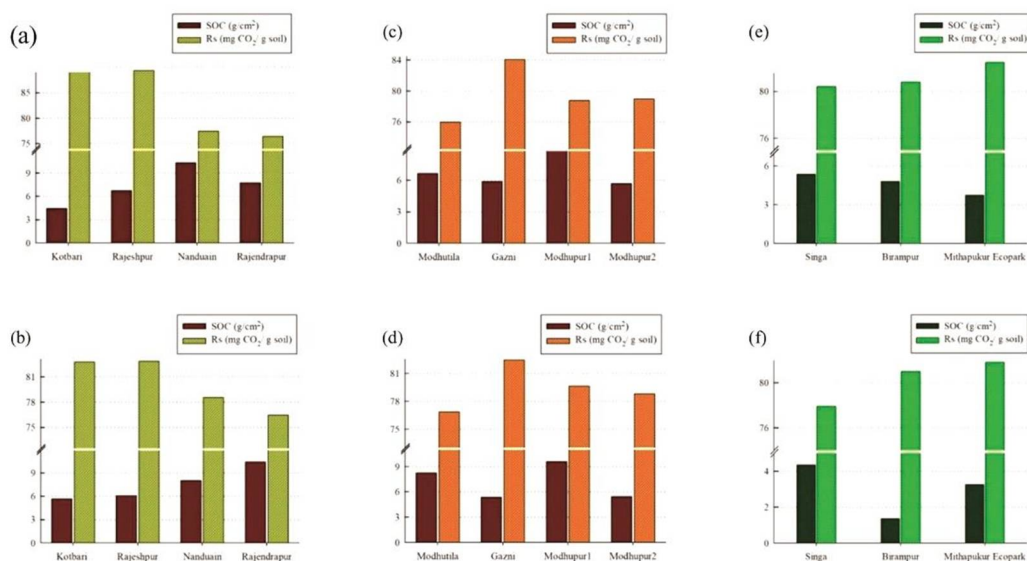 (a)
SOC (g/cm²)
Rs (mg CO₂/ g soil)
85
80
75
9
6
3
0
Kotbari Rajeshpur Nanduain Rajendrapur
(c)
SOC (g/cm²)
Rs (mg CO₂/ g soil)
84
76
6
3
0
Modhutila Gazni Modhupur1 Modhupur2
(e)
SOC (g/cm²)
Rs (mg CO₂/ g soil)
80
76
6
3
0
Singa Birampur Mithapukur Ecopark
(b)
SOC (g/cm²)
Rs (mg CO₂/ g soil)
81
78
75
9
6
3
0
Kotbari Rajeshpur Nanduain Rajendrapur
(d)
SOC (g/cm²)
Rs (mg CO₂/ g soil)
81
78
75
9
6
3
0
Modhutila Gazni Modhupur1 Modhupur2
(f)
SOC (g/cm²)
Rs (mg CO₂/ g soil)
80
76
4
2
0
Singa Birampur Mithapukur Ecopark